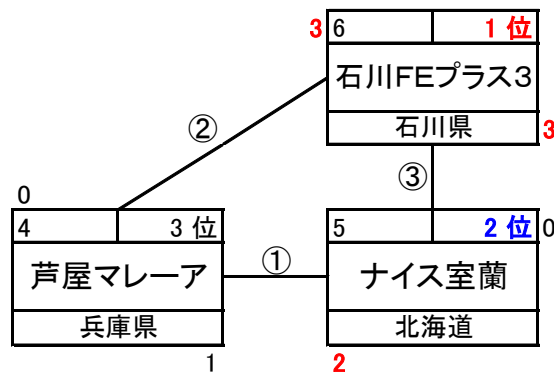 3 6 1 位
石川FEプラス3
石川県 3
②
③
0
4 3 位
芦屋マレーア
兵庫県
1
①
5 2 位 0
ナイス室蘭
北海道
2